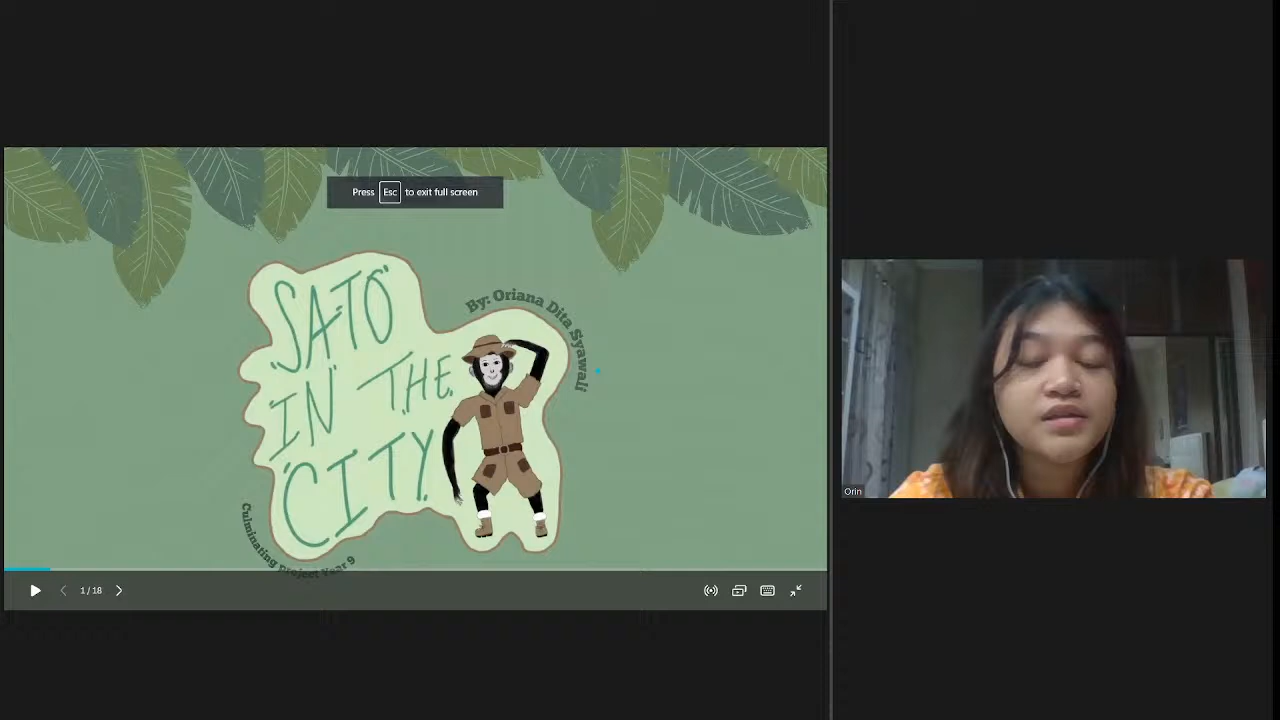 Press Esc to exit full screen
SATO
IN THE
CITY
By: Oriana Dita Syawali
Culminating project Year 9
1 / 18
Orin